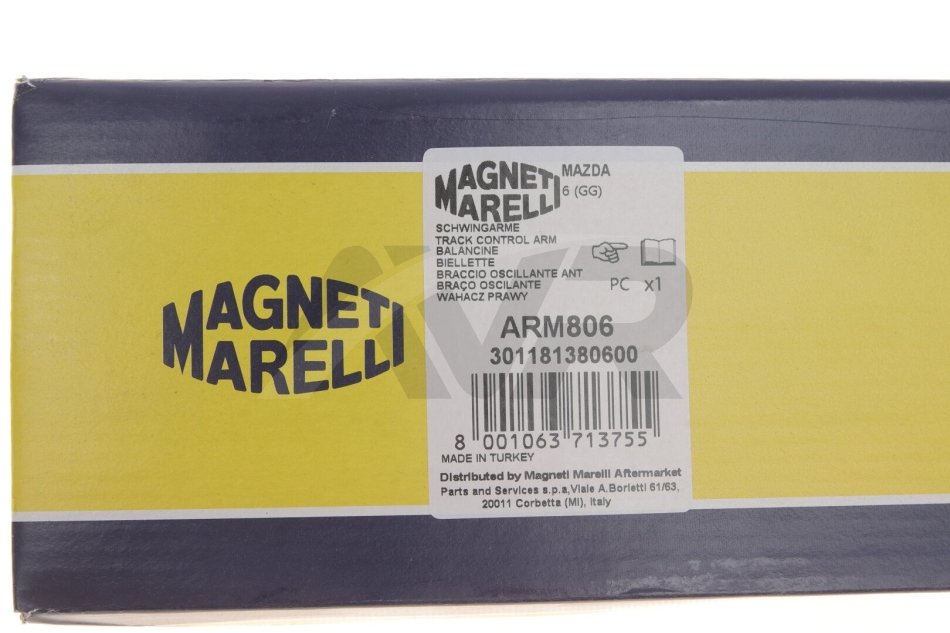 MAGNETI
MARELLI
MAGNETI
MARELLI
MAZDA
6 (GG)
SCHWINGARME
TRACK CONTROL ARM
BALANCINE
BIELLETTE
BRACCIO OSCILLANTE ANT
BRAÇO OSCILANTE
WAHACZ PRAWY
PC x1
ARM806
301181380600
8 001063 713755
MADE IN TURKEY
Distributed by Magneti Marelli Aftermarket
Parts and Services s.p.a,Viale A.Borletti 61/63,
20011 Corbetta (MI), Italy